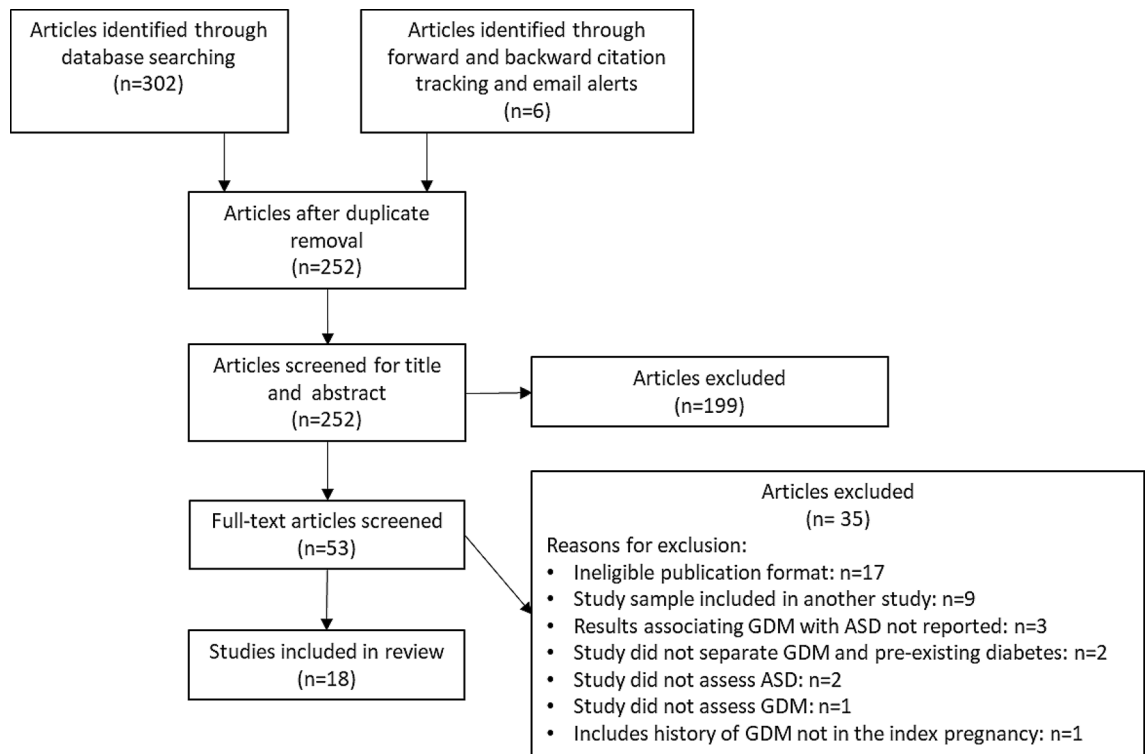 Articles identified through
database searching
(n=302)
Articles identified through
forward and backward citation
tracking and email alerts
(n=6)
Articles after duplicate
removal
(n=252)
Articles screened for title
and abstract
(n=252)
Articles excluded
(n=199)
Full-text articles screened
(n=53)
Articles excluded
(n= 35)
Reasons for exclusion:
• Ineligible publication format: n=17
• Study sample included in another study: n=9
• Results associating GDM with ASD not reported: n=3
• Study did not separate GDM and pre-existing diabetes: n=2
• Study did not assess ASD: n=2
• Study did not assess GDM: n=1
• Includes history of GDM not in the index pregnancy: n=1
Studies included in review
(n=18)